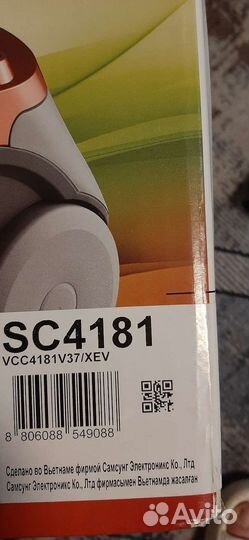 SC4181
VCC4181V37/XEV
8 806088 549088
Сделано во Вьетнаме фирмой Самсунг Электроникс Ко., Лтд
Самсунг Электроникс Ко., Лтд фирмасымен Вьетнамда жасалған
Avito